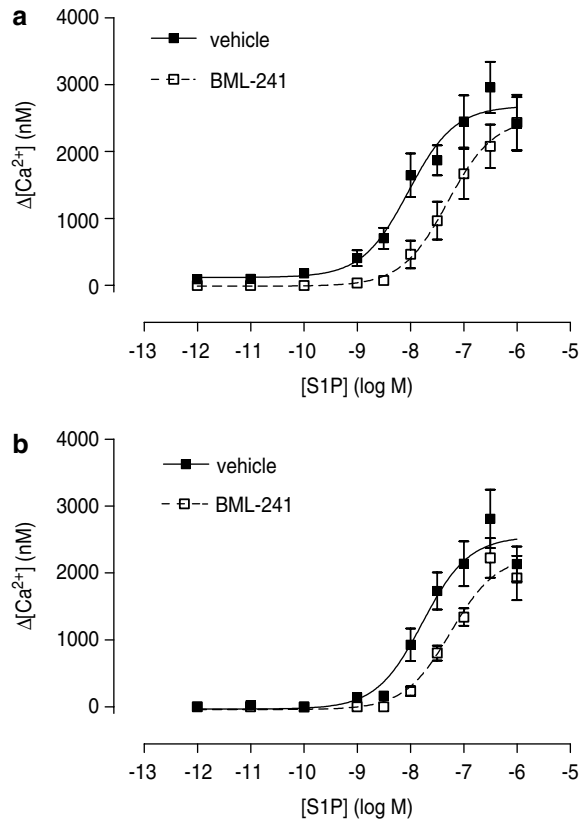 a
vehicle
BML-241
4000
3000
2000
1000
0
Δ[Ca²⁺] (nM)
-13 -12 -11 -10 -9 -8 -7 -6 -5
[S1P] (log M)
b
vehicle
BML-241
4000
3000
2000
1000
0
Δ[Ca²⁺] (nM)
-13 -12 -11 -10 -9 -8 -7 -6 -5
[S1P] (log M)